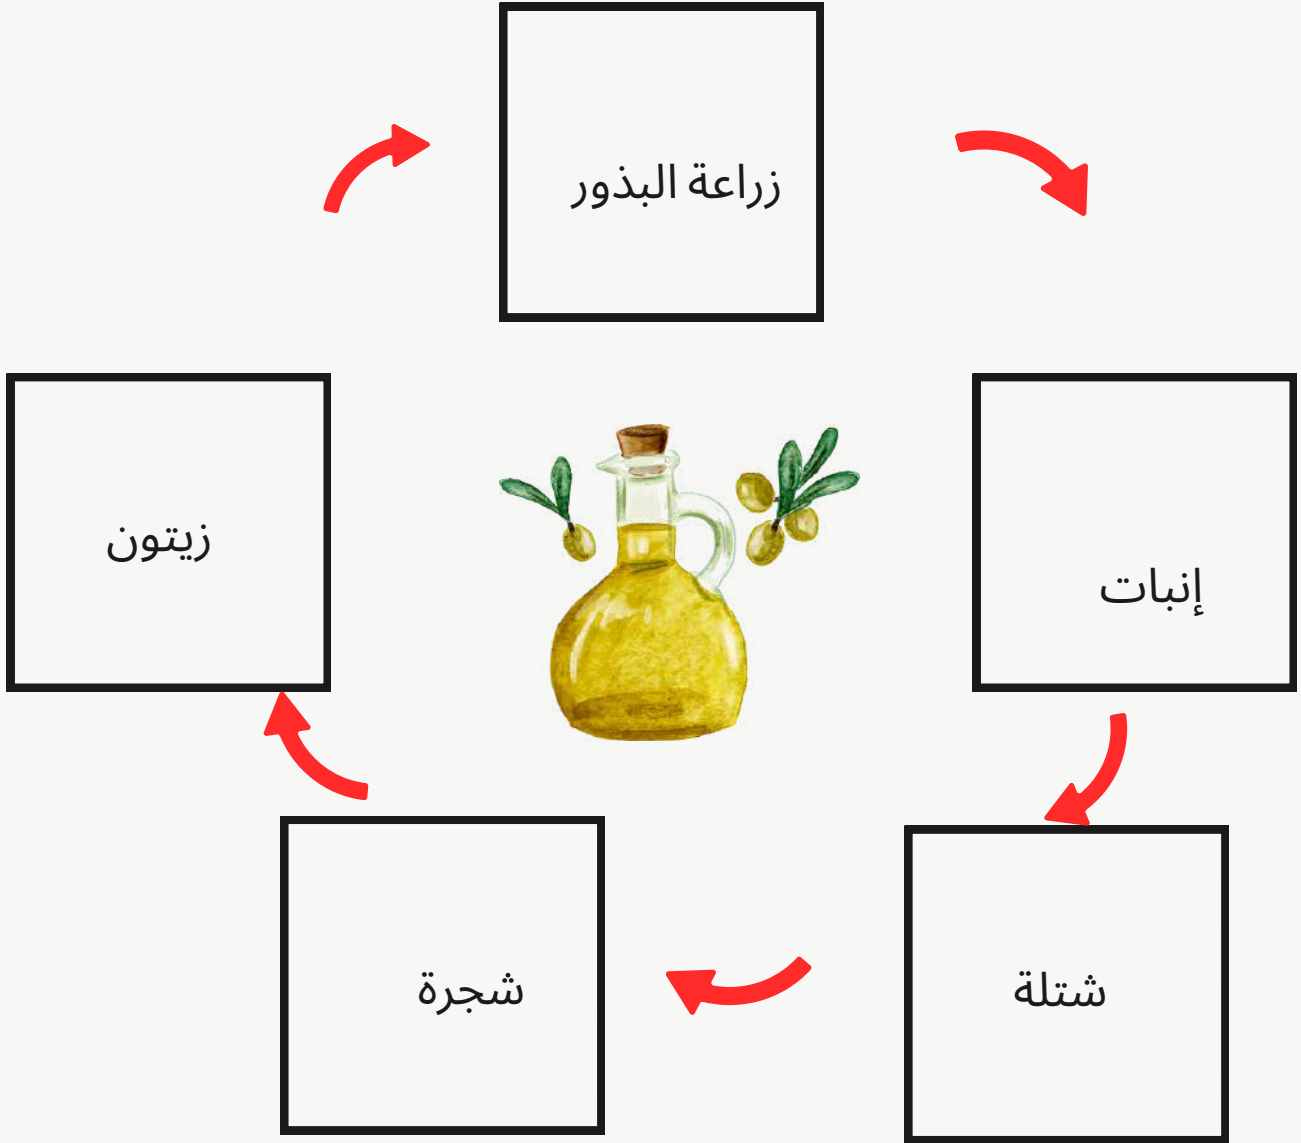 زراعة البذور
إنبات
شتلة
شجرة
زيتون